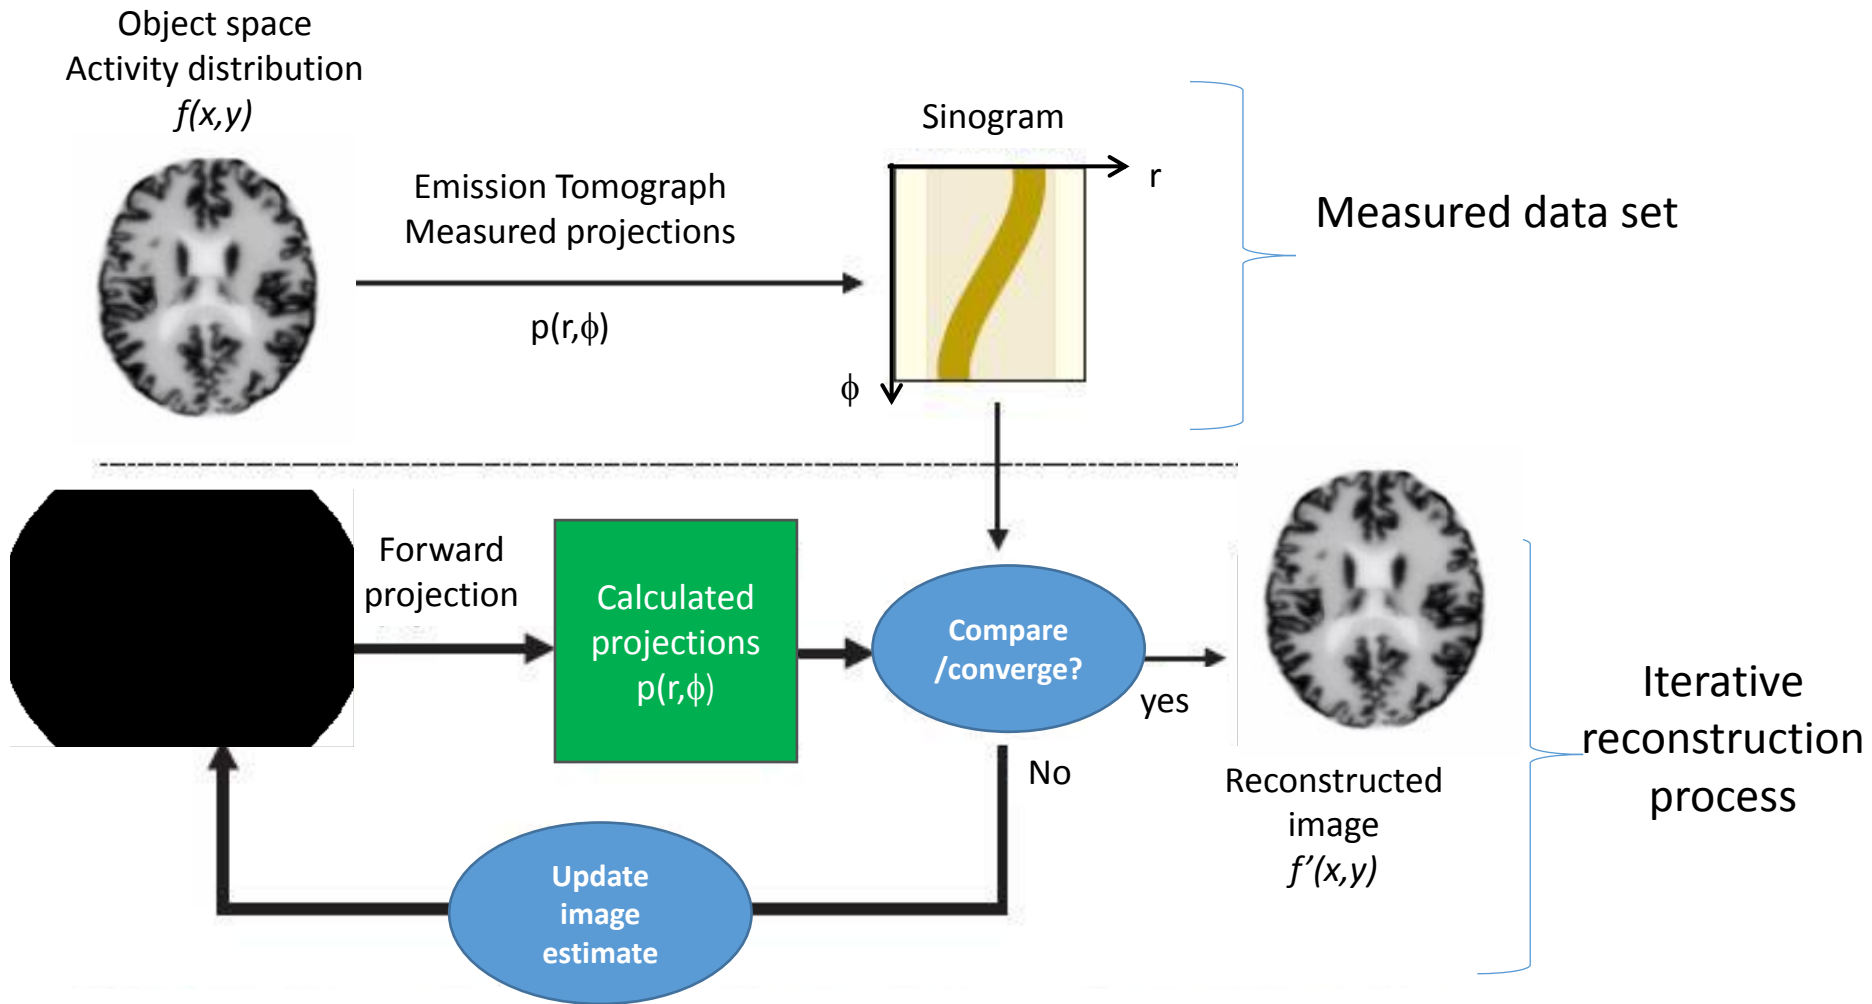 Object space
Activity distribution
f(x,y)
Emission Tomograph
Measured projections
p(r,ϕ)
Sinogram
r
ϕ
Measured data set
Forward
projection
Calculated
projections
p(r,ϕ)
Compare
/converge?
yes
No
Update
image
estimate
Reconstructed
image
f’(x,y)
Iterative
reconstruction
process